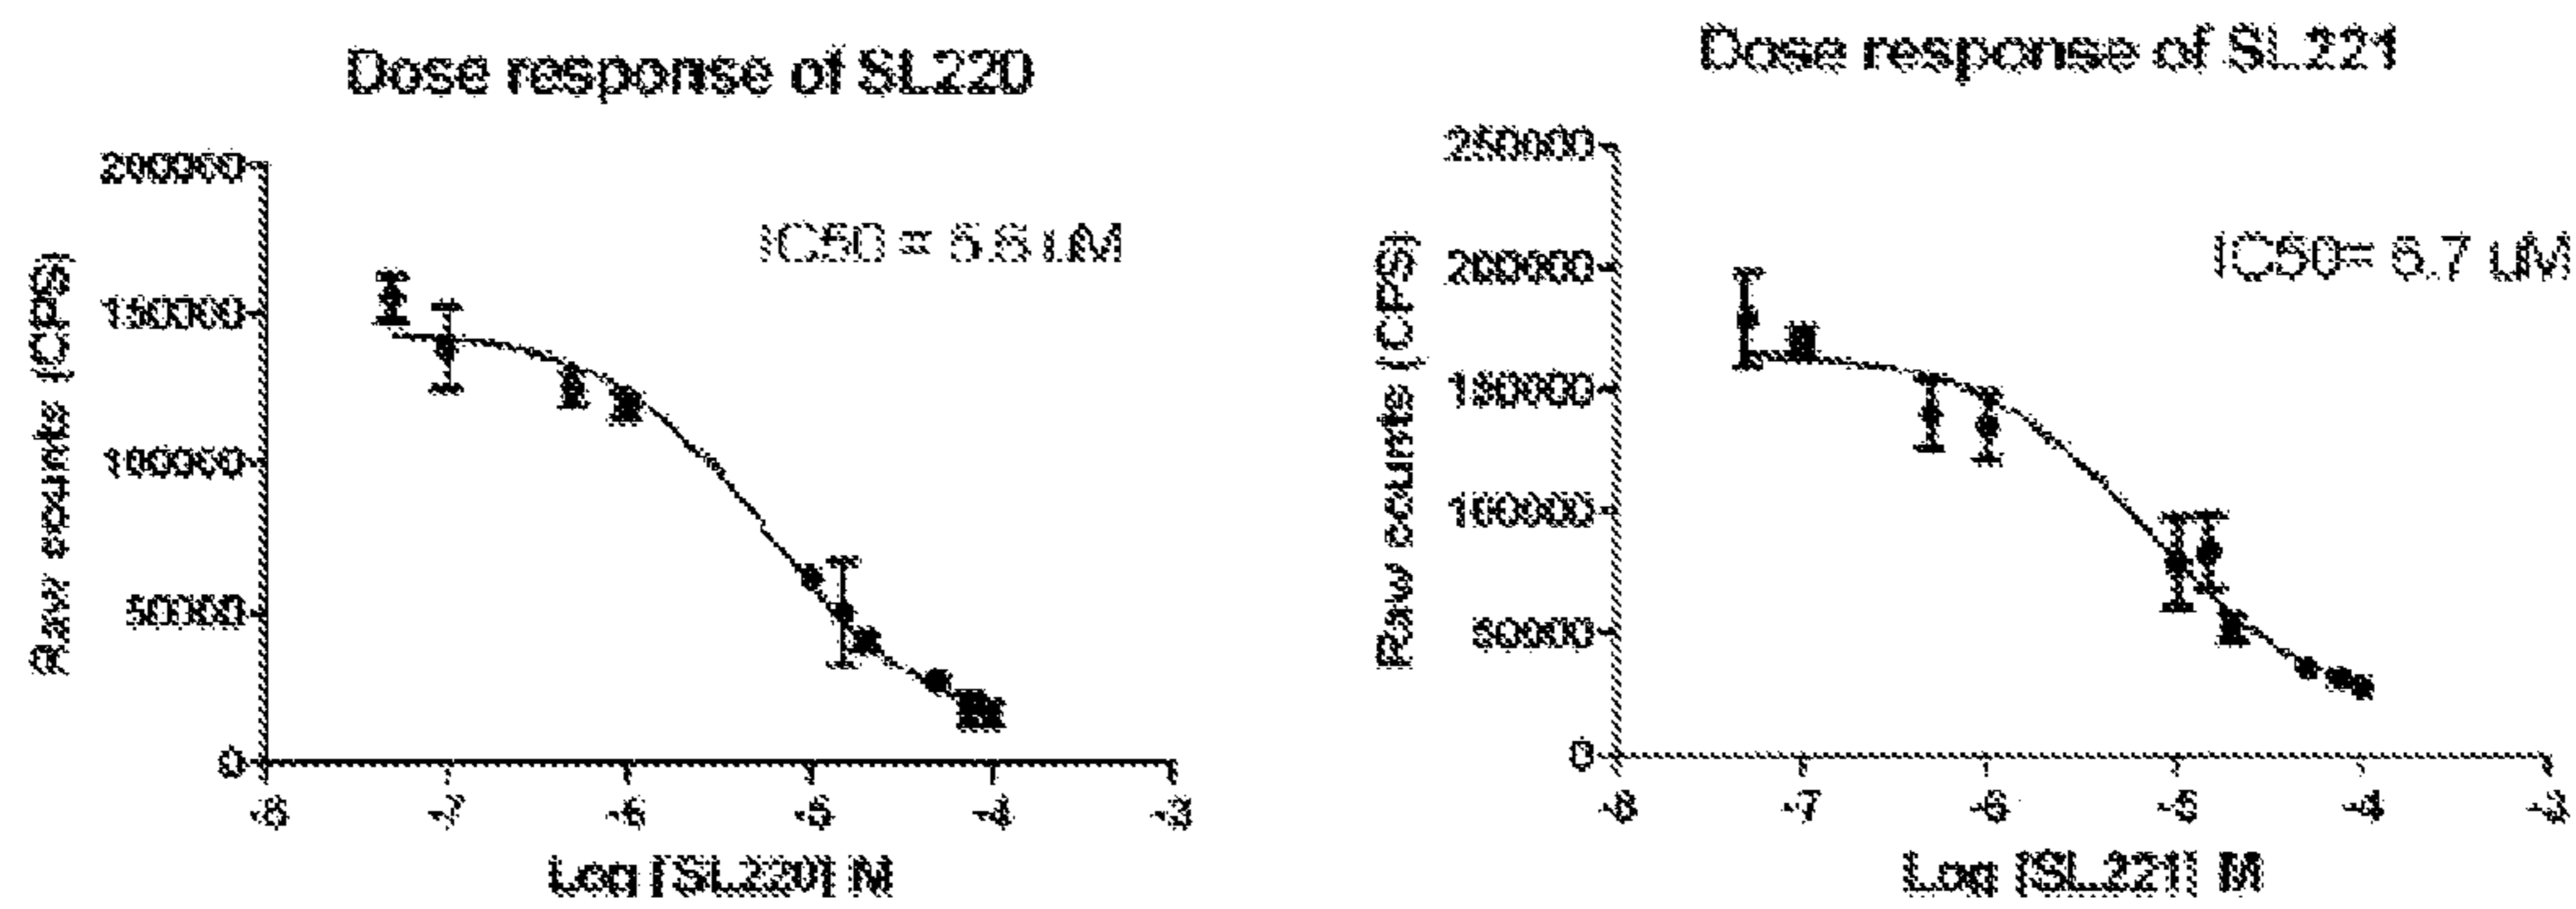 Dose response of SL220
200000
150000
100000
50000
0
Raw counts (CPS)
IC50 = uM
-8
-7
-6
-5
-4
-3
Log [SL220] M
Dose response of SL221
250000
200000
150000
100000
50000
0
Raw counts (CPS)
IC50= 6.7 uM
-8
-7
-6
-5
-4
-3
Log [SL221] M